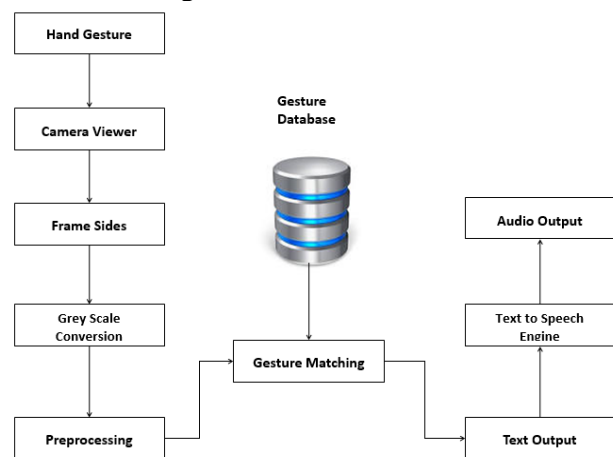 Hand Gesture
Camera Viewer
Frame Sides
Grey Scale
Conversion
Preprocessing
Gesture
Database
Gesture Matching
Audio Output
Text to Speech
Engine
Text Output